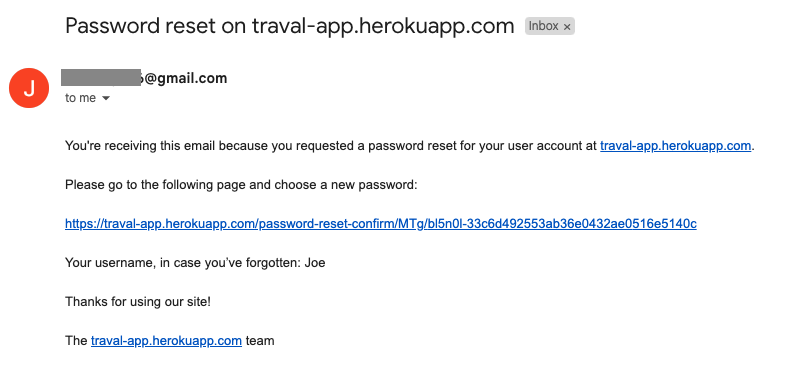 Password reset on traval-app.herokuapp.com Inbox ×
J
@gmail.com
to me
You're receiving this email because you requested a password reset for your user account at traval-app.herokuapp.com.
Please go to the following page and choose a new password:
https://traval-app.herokuapp.com/password-reset-confirm/MTg/bl5n0l-33c6d492553ab36e0432ae0516e5140c
Your username, in case you’ve forgotten: Joe
Thanks for using our site!
The traval-app.herokuapp.com team